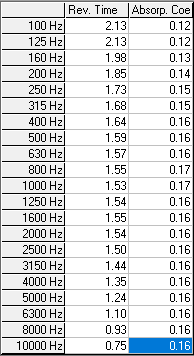 Rev. Time Absorp. Coe
100 Hz 2.13 0.12
125 Hz 2.13 0.12
160 Hz 1.98 0.13
200 Hz 1.85 0.14
250 Hz 1.73 0.15
315 Hz 1.68 0.15
400 Hz 1.64 0.16
500 Hz 1.59 0.16
630 Hz 1.57 0.16
800 Hz 1.55 0.17
1000 Hz 1.53 0.17
1250 Hz 1.54 0.16
1600 Hz 1.55 0.16
2000 Hz 1.54 0.16
2500 Hz 1.50 0.16
3150 Hz 1.44 0.16
4000 Hz 1.35 0.16
5000 Hz 1.24 0.16
6300 Hz 1.10 0.16
8000 Hz 0.93 0.16
10000 Hz 0.75 0.16